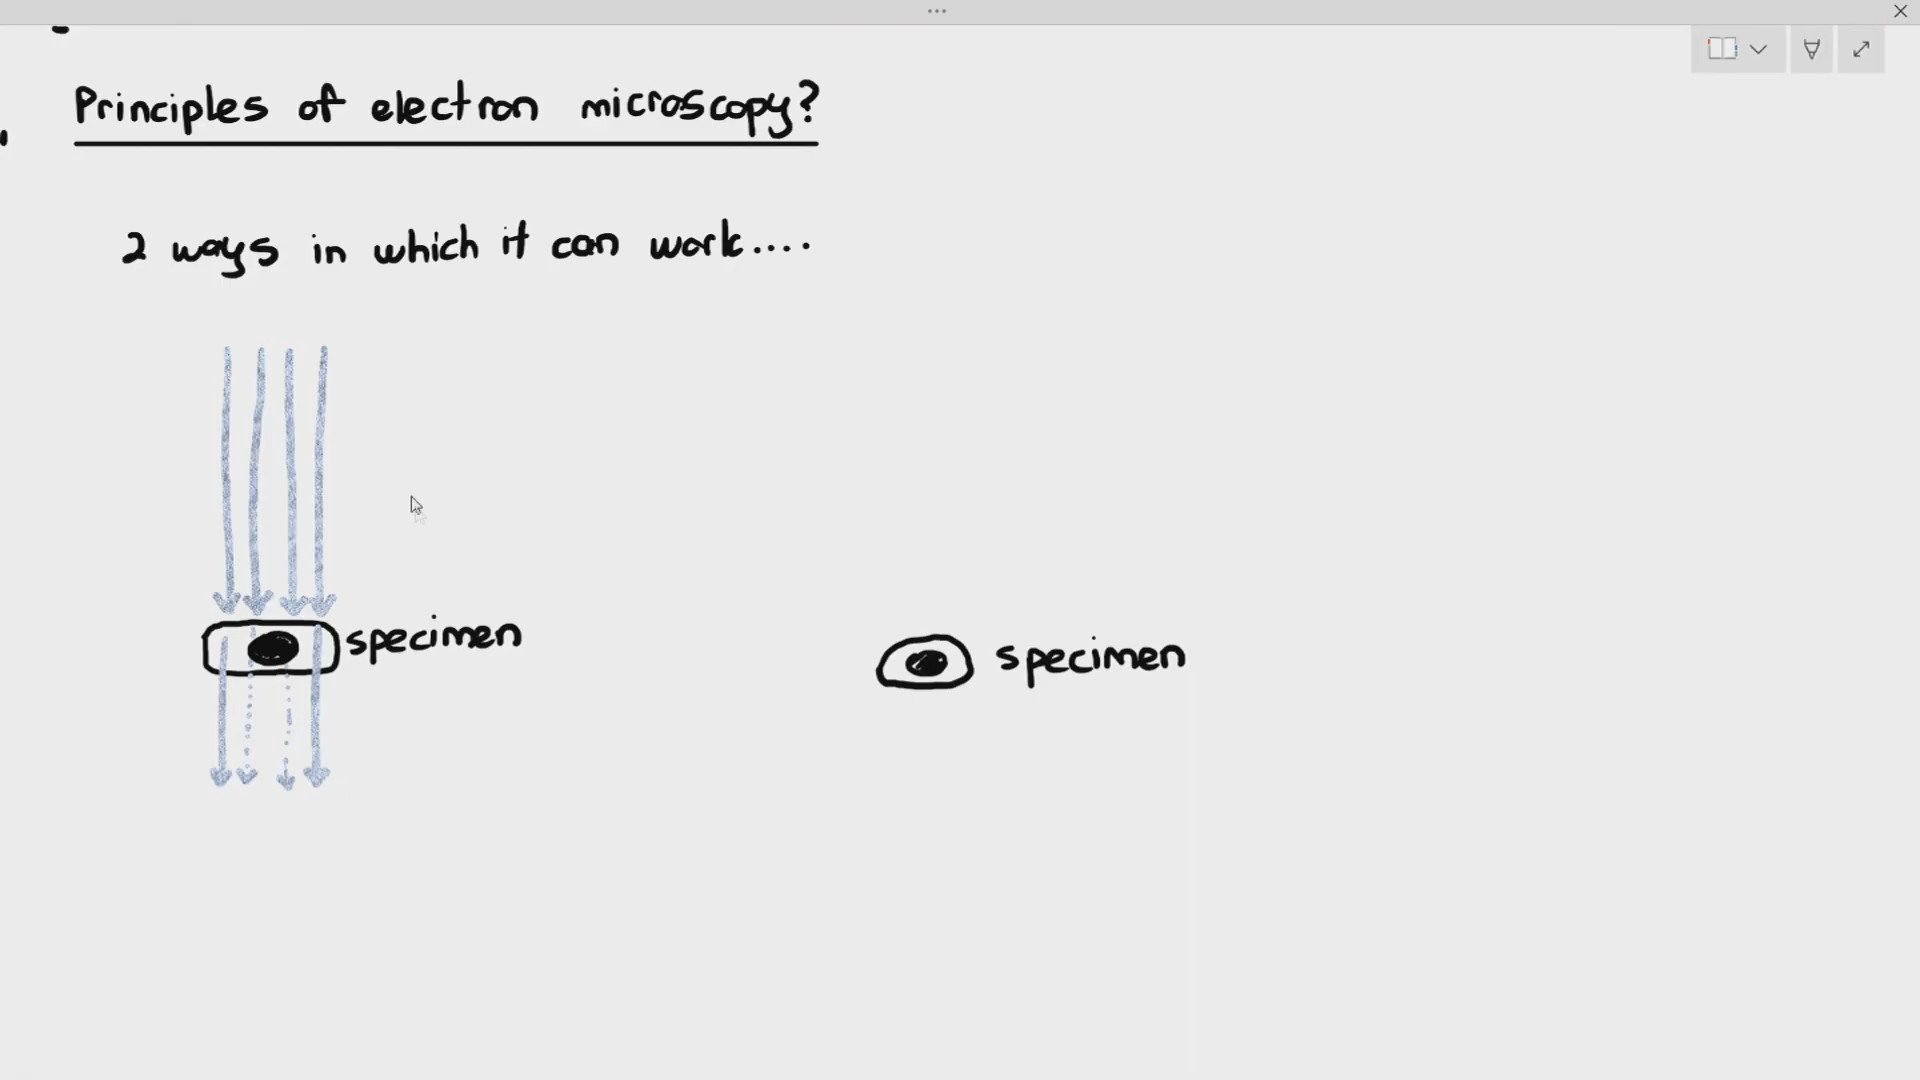 Principles of electron microscopy?
2 ways in which it can work....
specimen
specimen